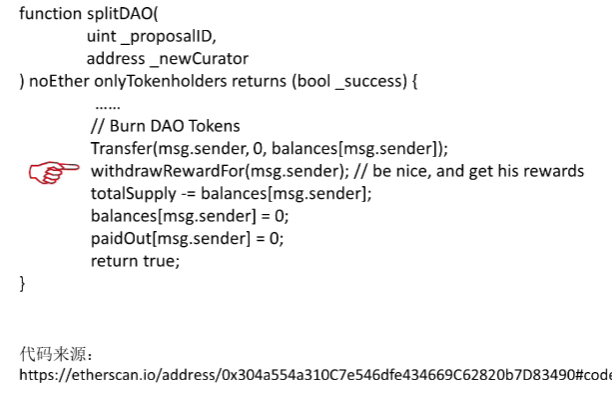 function splitDAO(
uint _proposalID,
address _newCurator
) noEther onlyTokenholders returns (bool _success) {
......
// Burn DAO Tokens
Transfer(msg.sender, 0, balances[msg.sender]);
withdrawRewardFor(msg.sender); // be nice, and get his rewards
totalSupply -= balances[msg.sender];
balances[msg.sender] = 0;
paidOut[msg.sender] = 0;
return true;
}
代码来源：
https://etherscan.io/address/0x304a554a310C7e546dfe434669C62820b7D83490#code